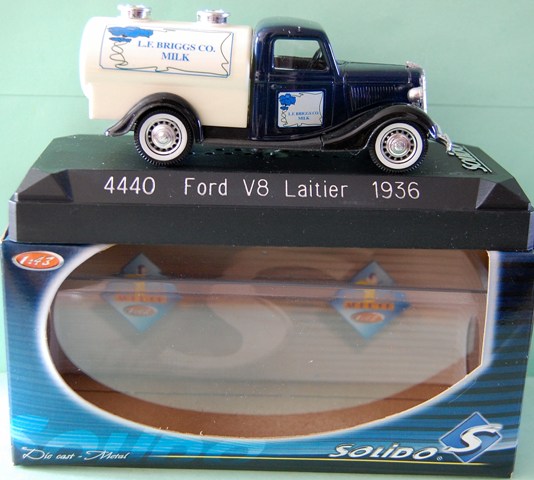 L.F. BRIGGS CO.
MILK
L.F. BRIGGS CO.
MILK
4440 Ford V8 Laitier 1936
1:43
Die cast - Metal
SOLIDO
S